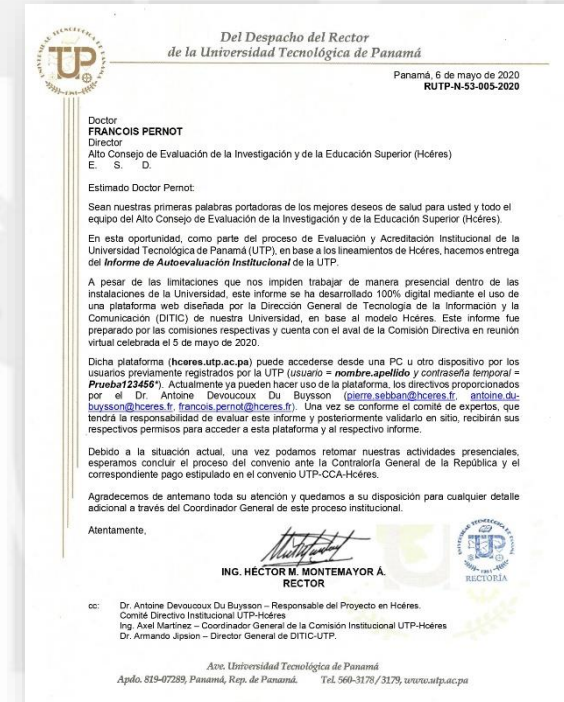 Del Despacho del Rector
de la Universidad Tecnológica de Panamá
UTP
Panamá, 6 de mayo de 2020
RUTP-N-53-005-2020
Doctor
FRANCOIS PERNOT
Director
Alto Consejo de Evaluación de la Investigación y de la Educación Superior (Hcéres)
E. S. D.
Estimado Doctor Pernot:
Sean nuestras primeras palabras portadoras de los mejores deseos de salud para usted y todo el
equipo del Alto Consejo de Evaluación de la Investigación y de la Educación Superior (Hcéres).
En esta oportunidad, como parte del proceso de Evaluación y Acreditación Institucional de la
Universidad Tecnológica de Panamá (UTP), en base a los lineamientos de Hcéres, hacemos entrega
del Informe de Autoevaluación Institucional de la UTP.
A pesar de las limitaciones que nos impiden trabajar de manera presencial dentro de las
instalaciones de la Universidad, este informe se ha desarrollado 100% digital mediante el uso de
una plataforma web diseñada por la Dirección General de Tecnología de la Información y la
Comunicación (DITIC) de nuestra Universidad, en base al modelo Hcéres. Este informe fue
preparado por las comisiones respectivas y cuenta con el aval de la Comisión Directiva en reunión
virtual celebrada el 5 de mayo de 2020.
Dicha plataforma (hceres.utp.ac.pa) puede accederse desde una PC u otro dispositivo por los
usuarios previamente registrados por la UTP (usuario = nombre.apellido y contraseña temporal =
Prueba123456*). Actualmente ya pueden hacer uso de la plataforma, los directivos proporcionados
por el Dr. Antoine Devoucoux Du Buysson (pierre.sebban@hceres.fr, antoine.du-
buysson@hceres.fr, francois.pernot@hceres.fr). Una vez se conforme el comité de expertos, que
tendrá la responsabilidad de evaluar este informe y posteriormente validarlo en sitio, recibirán sus
respectivos permisos para acceder a esta plataforma y al respectivo informe.
Debido a la situación actual, una vez podamos retomar nuestras actividades presenciales,
esperamos concluir el proceso del convenio ante la Contraloría General de la República y el
correspondiente pago estipulado en el convenio UTP-CCA-Hcéres.
Agradecemos de antemano toda su atención y quedamos a su disposición para cualquier detalle
adicional a través del Coordinador General de este proceso institucional.
Atentamente,
ING. HÉCTOR M. MONTEMAYOR Á.
RECTOR
UTP
RECTORÍA
cc: Dr. Antoine Devoucoux Du Buysson – Responsable del Proyecto en Hcéres.
Comité Directivo Institucional UTP-Hcéres
Ing. Axel Martínez – Coordinador General de la Comisión Institucional UTP-Hcéres
Dr. Armando Jipsion – Director General de DITIC-UTP.
Ave. Universidad Tecnológica de Panamá
Apdo. 819-07289, Panamá, Rep. de Panamá. Tel. 560-3178/3179, www.utp.ac.pa